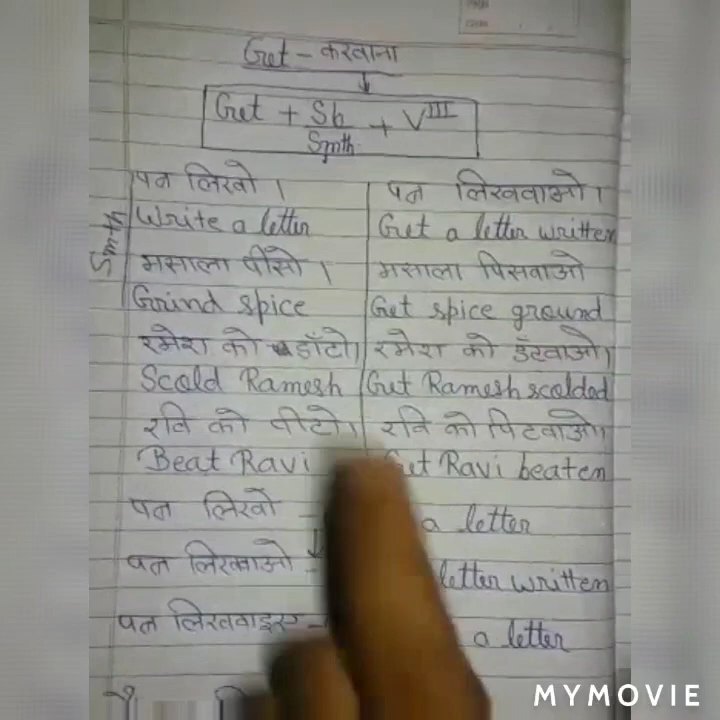 Get - करवाना
Get + Sb + VIII
Smth
पत्र लिखो । पत्र लिखवाओ ।
Smth
Write a letter Get a letter written
मसाला पीसो । मसाला पिसवाओ
Grind spice Get spice ground
रमेश को डाँटो। रमेश को डँटवाओ।
Scold Ramesh Get Ramesh scolded
रवि को पीटो। रवि को पिटवाओ।
Beat Ravi Get Ravi beaten
पत्र लिखो - a letter
पत्र लिखवाओ - letter written
पत्र लिखवाइए - a letter
MYMOVIE